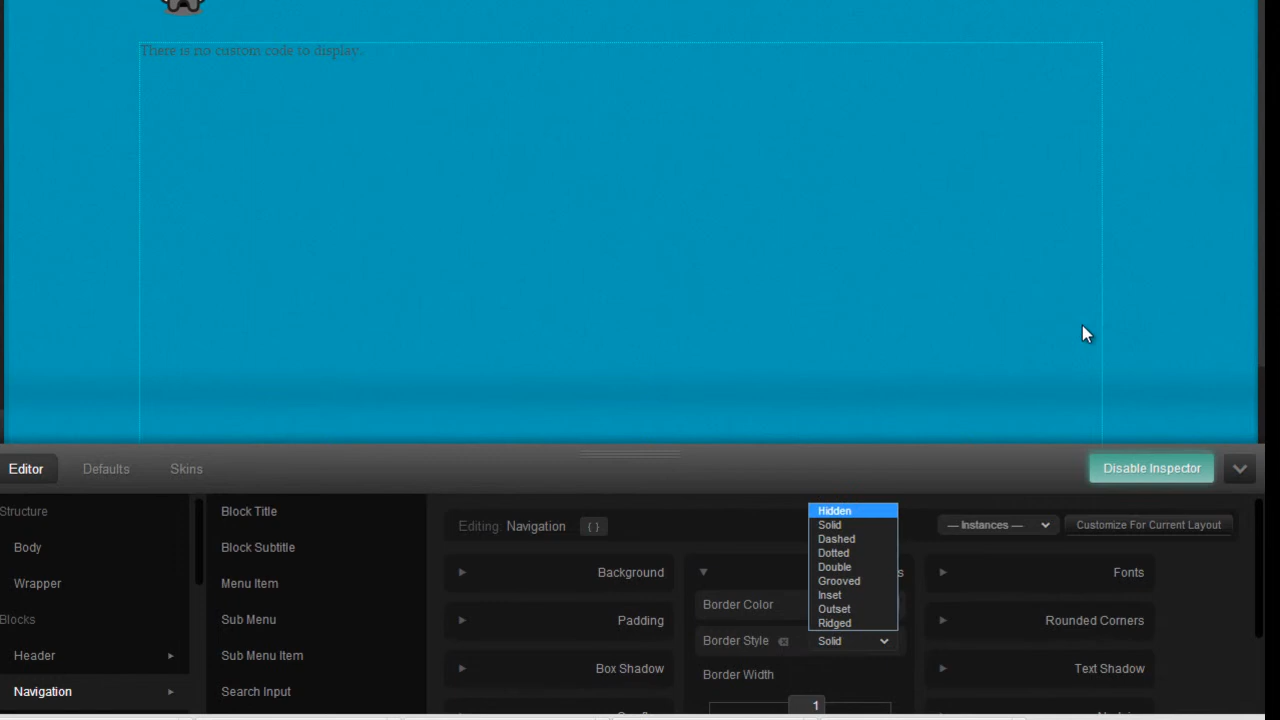 There is no custom code to display.
Editor
Defaults
Skins
Disable Inspector
Structure
Body
Wrapper
Blocks
Header
Navigation
Block Title
Block Subtitle
Menu Item
Sub Menu
Sub Menu Item
Search Input
Editing: Navigation { }
— Instances —
Customize For Current Layout
Background
Padding
Box Shadow
Border Color
Border Style
Solid
Border Width
1
Hidden
Solid
Dashed
Dotted
Double
Grooved
Inset
Outset
Ridged
Fonts
Rounded Corners
Text Shadow